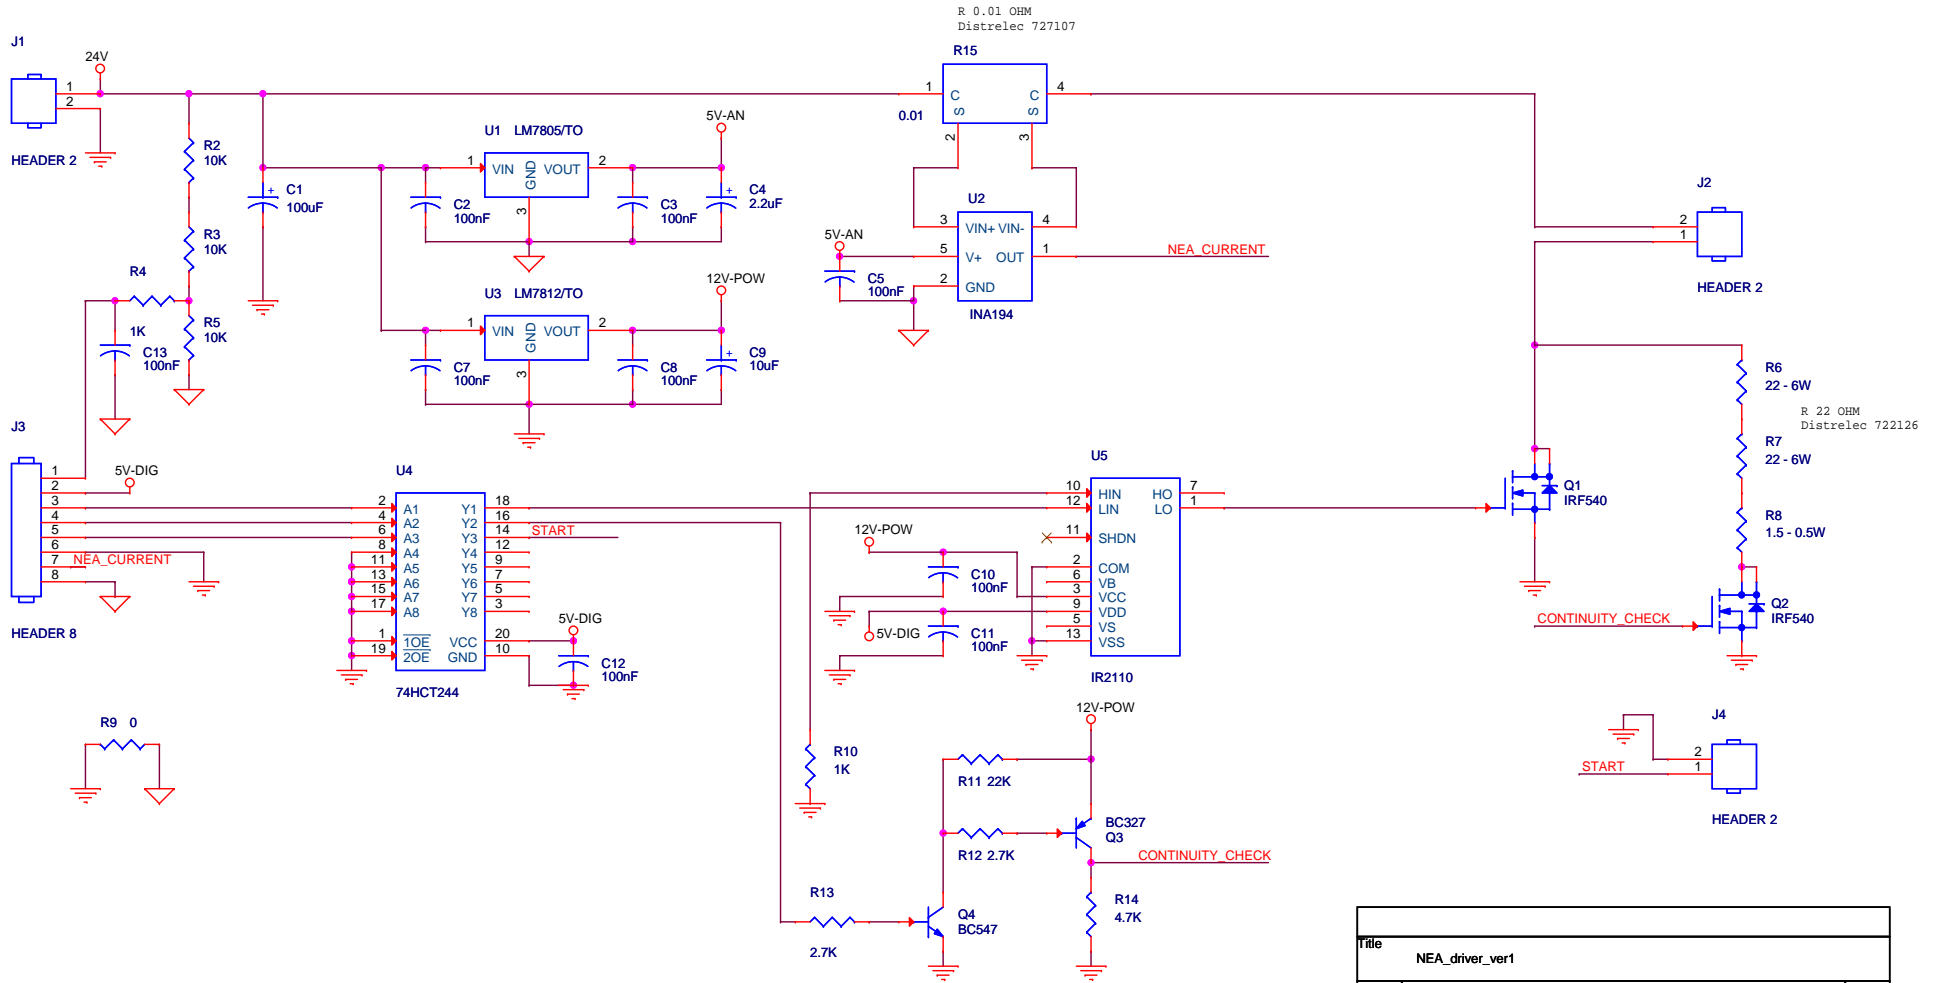 R 0.01 OHM
Distrelec 727107
J1
24V
1
2
HEADER 2
R15
1
C
C
4
S
S
0.01
2
3
R2
10K
R3
10K
R4
1K
R5
10K
C13
100nF
C1
100uF
+
U1 LM7805/TO
1
VIN
GND
VOUT
2
3
C2
100nF
C3
100nF
5V-AN
+
C4
2.2uF
U3 LM7812/TO
1
VIN
GND
VOUT
2
3
C7
100nF
C8
100nF
12V-POW
+
C9
10uF
U2
3
VIN+ VIN-
4
5
V+
OUT
1
2
GND
INA194
5V-AN
C5
100nF
NEA_CURRENT
J2
2
1
HEADER 2
R6
22 - 6W
R 22 OHM
Distrelec 722126
R7
22 - 6W
R8
1.5 - 0.5W
Q1
IRF540
Q2
IRF540
CONTINUITY_CHECK
J3
1
2
3
4
5
6
7
8
5V-DIG
NEA_CURRENT
HEADER 8
U4
2
A1
Y1
18
4
A2
Y2
16
6
A3
Y3
14
START
8
A4
Y4
12
11
A5
Y5
9
13
A6
Y6
7
15
A7
Y7
5
17
A8
Y8
3
1
1OE
VCC
20
19
2OE
GND
10
74HCT244
5V-DIG
C12
100nF
U5
10
HIN
HO
7
12
LIN
LO
1
11
SHDN
2
COM
6
VB
3
VCC
9
VDD
5
VS
13
VSS
IR2110
12V-POW
C10
100nF
5V-DIG
C11
100nF
R9 0
R10
1K
12V-POW
R11 22K
R12 2.7K
BC327
Q3
CONTINUITY_CHECK
R13
2.7K
Q4
BC547
R14
4.7K
J4
2
START
1
HEADER 2
Title
NEA_driver_ver1